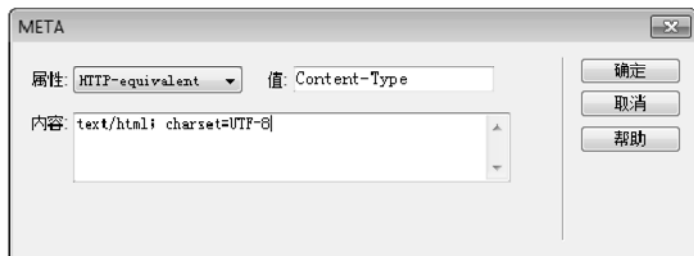 META
属性: HTTP-equivalent 值: Content-Type
内容: text/html; charset=UTF-8
确定
取消
帮助